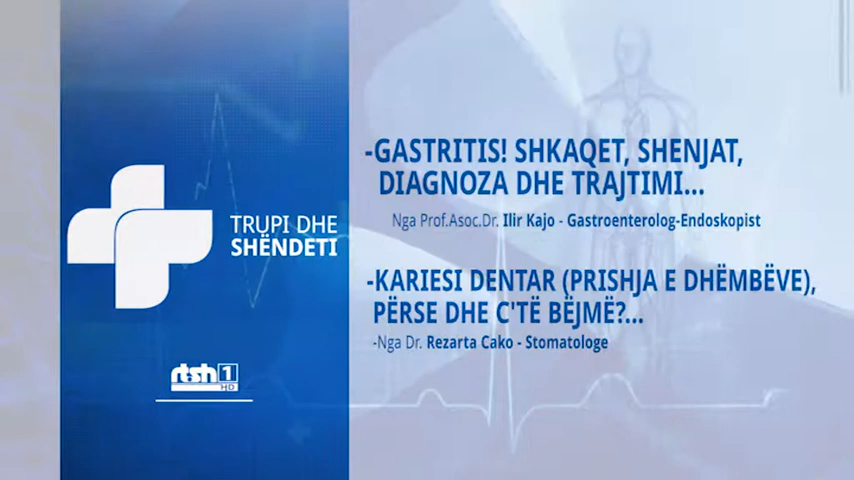 TRUPI DHE
SHËNDETI
rtsh 1
HD
-GASTRITIS! SHKAQET, SHENJAT,
DIAGNOZA DHE TRAJTIMI...
Nga Prof.Asoc.Dr. Ilir Kajo - Gastroenterolog-Endoskopist
-KARIESI DENTAR (PRISHJA E DHËMBËVE),
PËRSE DHE C'TË BËJMË?...
-Nga Dr. Rezarta Cako - Stomatologe